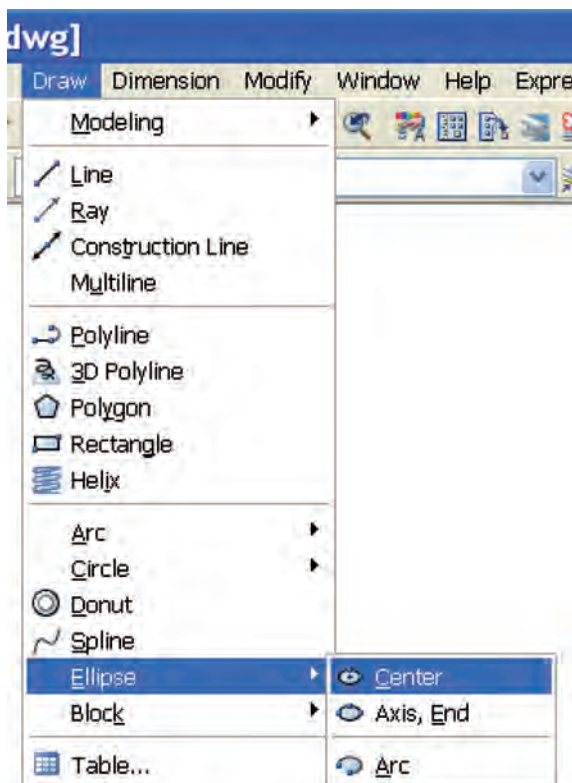 dwg]
Draw Dimension Modify Window Help Expre
Modeling
Line
Ray
Construction Line
Multiline
Polyline
3D Polyline
Polygon
Rectangle
Helix
Arc
Circle
Donut
Spline
Ellipse Center
Block Axis, End
Table... Arc